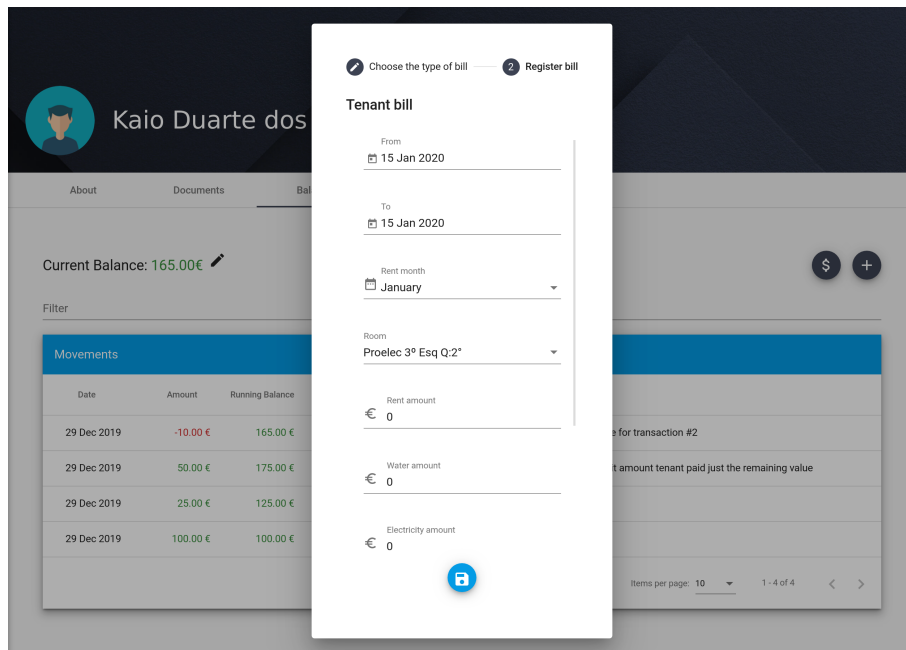 Choose the type of bill
2 Register bill
Tenant bill
Kaio Duarte dos
About Documents
From
15 Jan 2020
To
15 Jan 2020
Rent month
January
Room
Proelec 3º Esq Q:2°
Rent amount
€ 0
Water amount
€ 0
Electricity amount
€ 0
Current Balance: 165.00€
$ +
Filter
Movements
Date Amount Running Balance
29 Dec 2019 -10.00 € 165.00 € for transaction #2
29 Dec 2019 50.00 € 175.00 € amount tenant paid just the remaining value
29 Dec 2019 25.00 € 125.00 €
29 Dec 2019 100.00 € 100.00 €
Items per page: 10 1 - 4 of 4